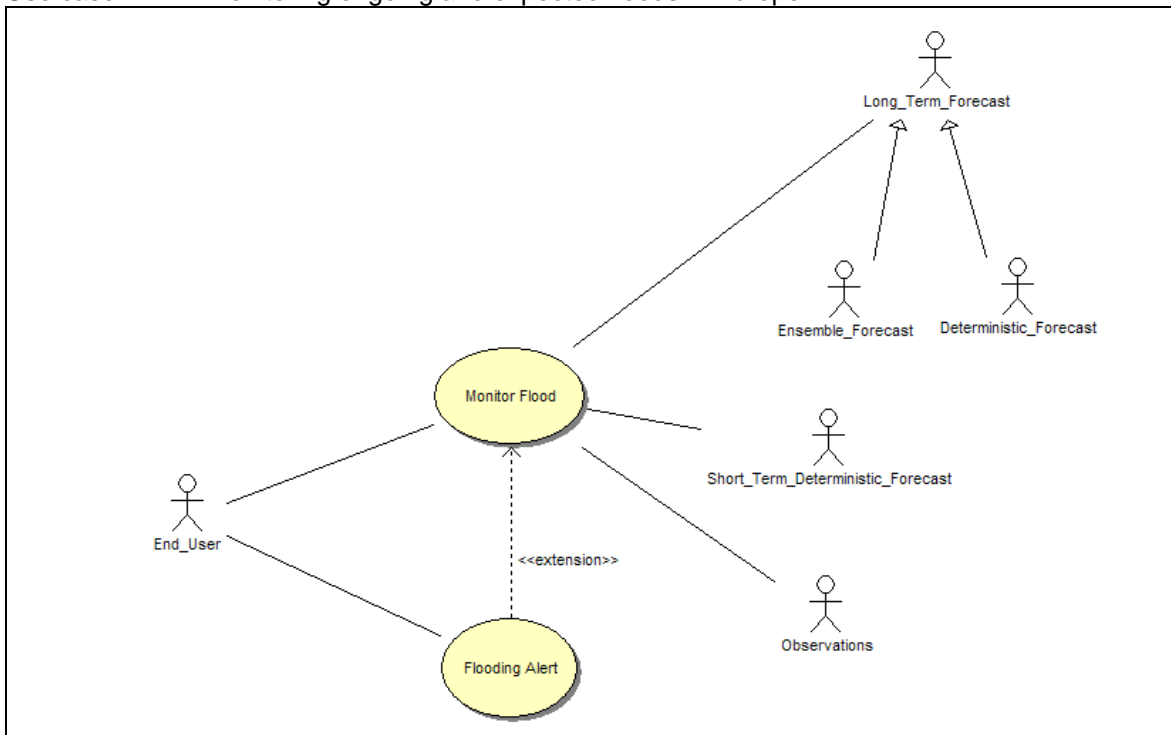 Long_Term_Forecast
Ensemble_Forecast
Deterministic_Forecast
Monitor Flood
Short_Term_Deterministic_Forecast
End_User
<<extension>>
Observations
Flooding Alert